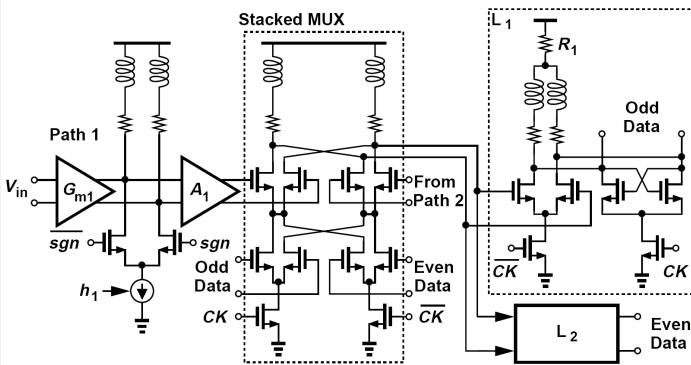 Stacked MUX
L1
R1
Path 1
Odd
Data
Vin
Gm1
A1
From
Path 2
sgn
sgn
Odd
Data
Even
Data
CK
CK
h1
CK
CK
L2
Even
Data